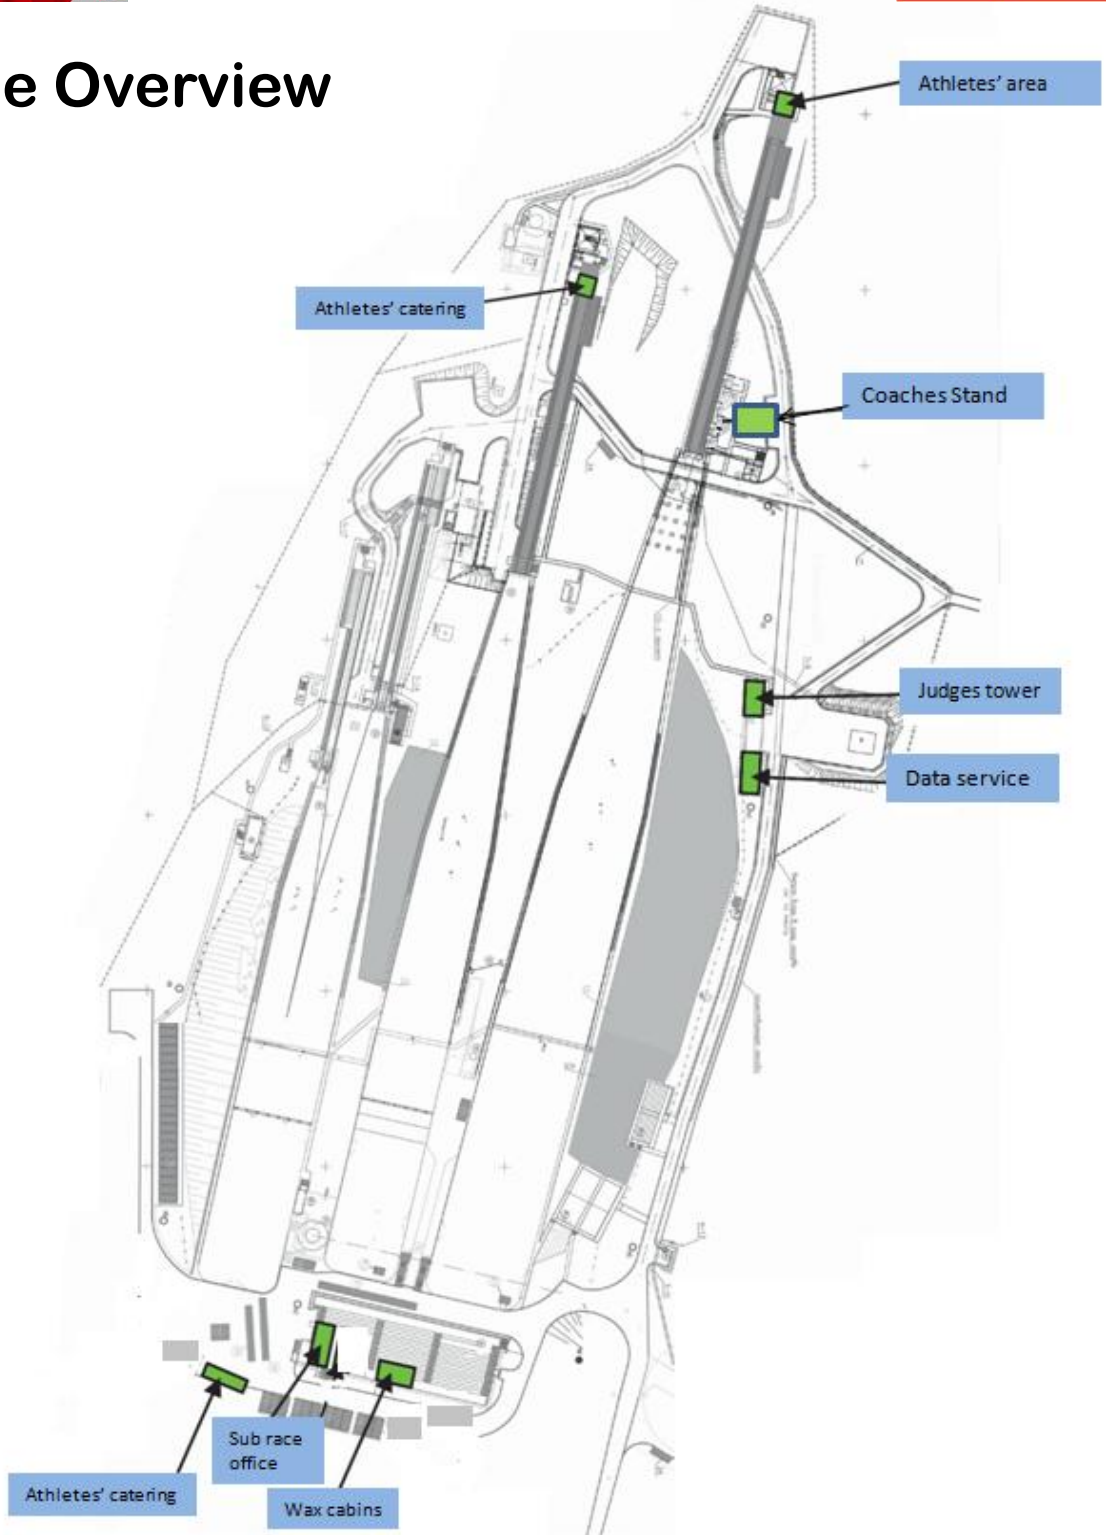 e Overview
Athletes' area
Athletes' catering
Coaches Stand
Judges tower
Data service
Sub race
office
Athletes' catering
Wax cabins